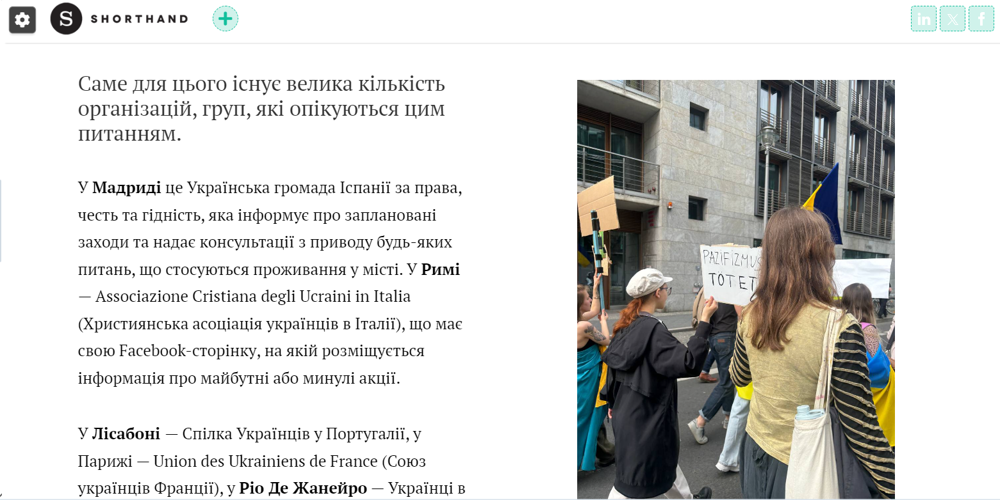 S SHORTHAND
in X f
Саме для цього існує велика кількість
організацій, груп, які опікуються цим
питанням.
У Мадриді це Українська громада Іспанії за права,
честь та гідність, яка інформує про заплановані
заходи та надає консультації з приводу будь-яких
питань, що стосуються проживання у місті. У Римі
— Associazione Cristiana degli Ucraini in Italia
(Християнська асоціація українців в Італії), що має
свою Facebook-сторінку, на якій розміщується
інформація про майбутні або минулі акції.
У Лісабоні — Спілка Українців у Португалії, у
Парижі — Union des Ukrainiens de France (Союз
українців Франції), у Ріо Де Жанейро — Українці в
PAZIFIZMUS
TÖTET